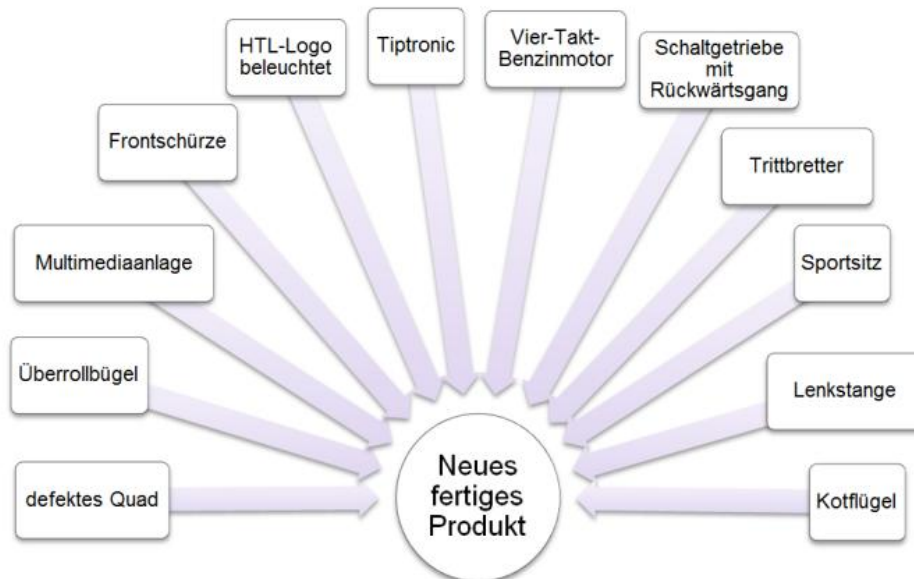 HTL-Logo
beleuchtet
Tiptronic
Vier-Takt-
Benzinmotor
Schaltgetriebe
mit
Rückwärtsgang
Frontschürze
Trittbretter
Multimediaanlage
Sportsitz
Überrollbügel
Lenkstange
defektes Quad
Neues
fertiges
Produkt
Kotflügel